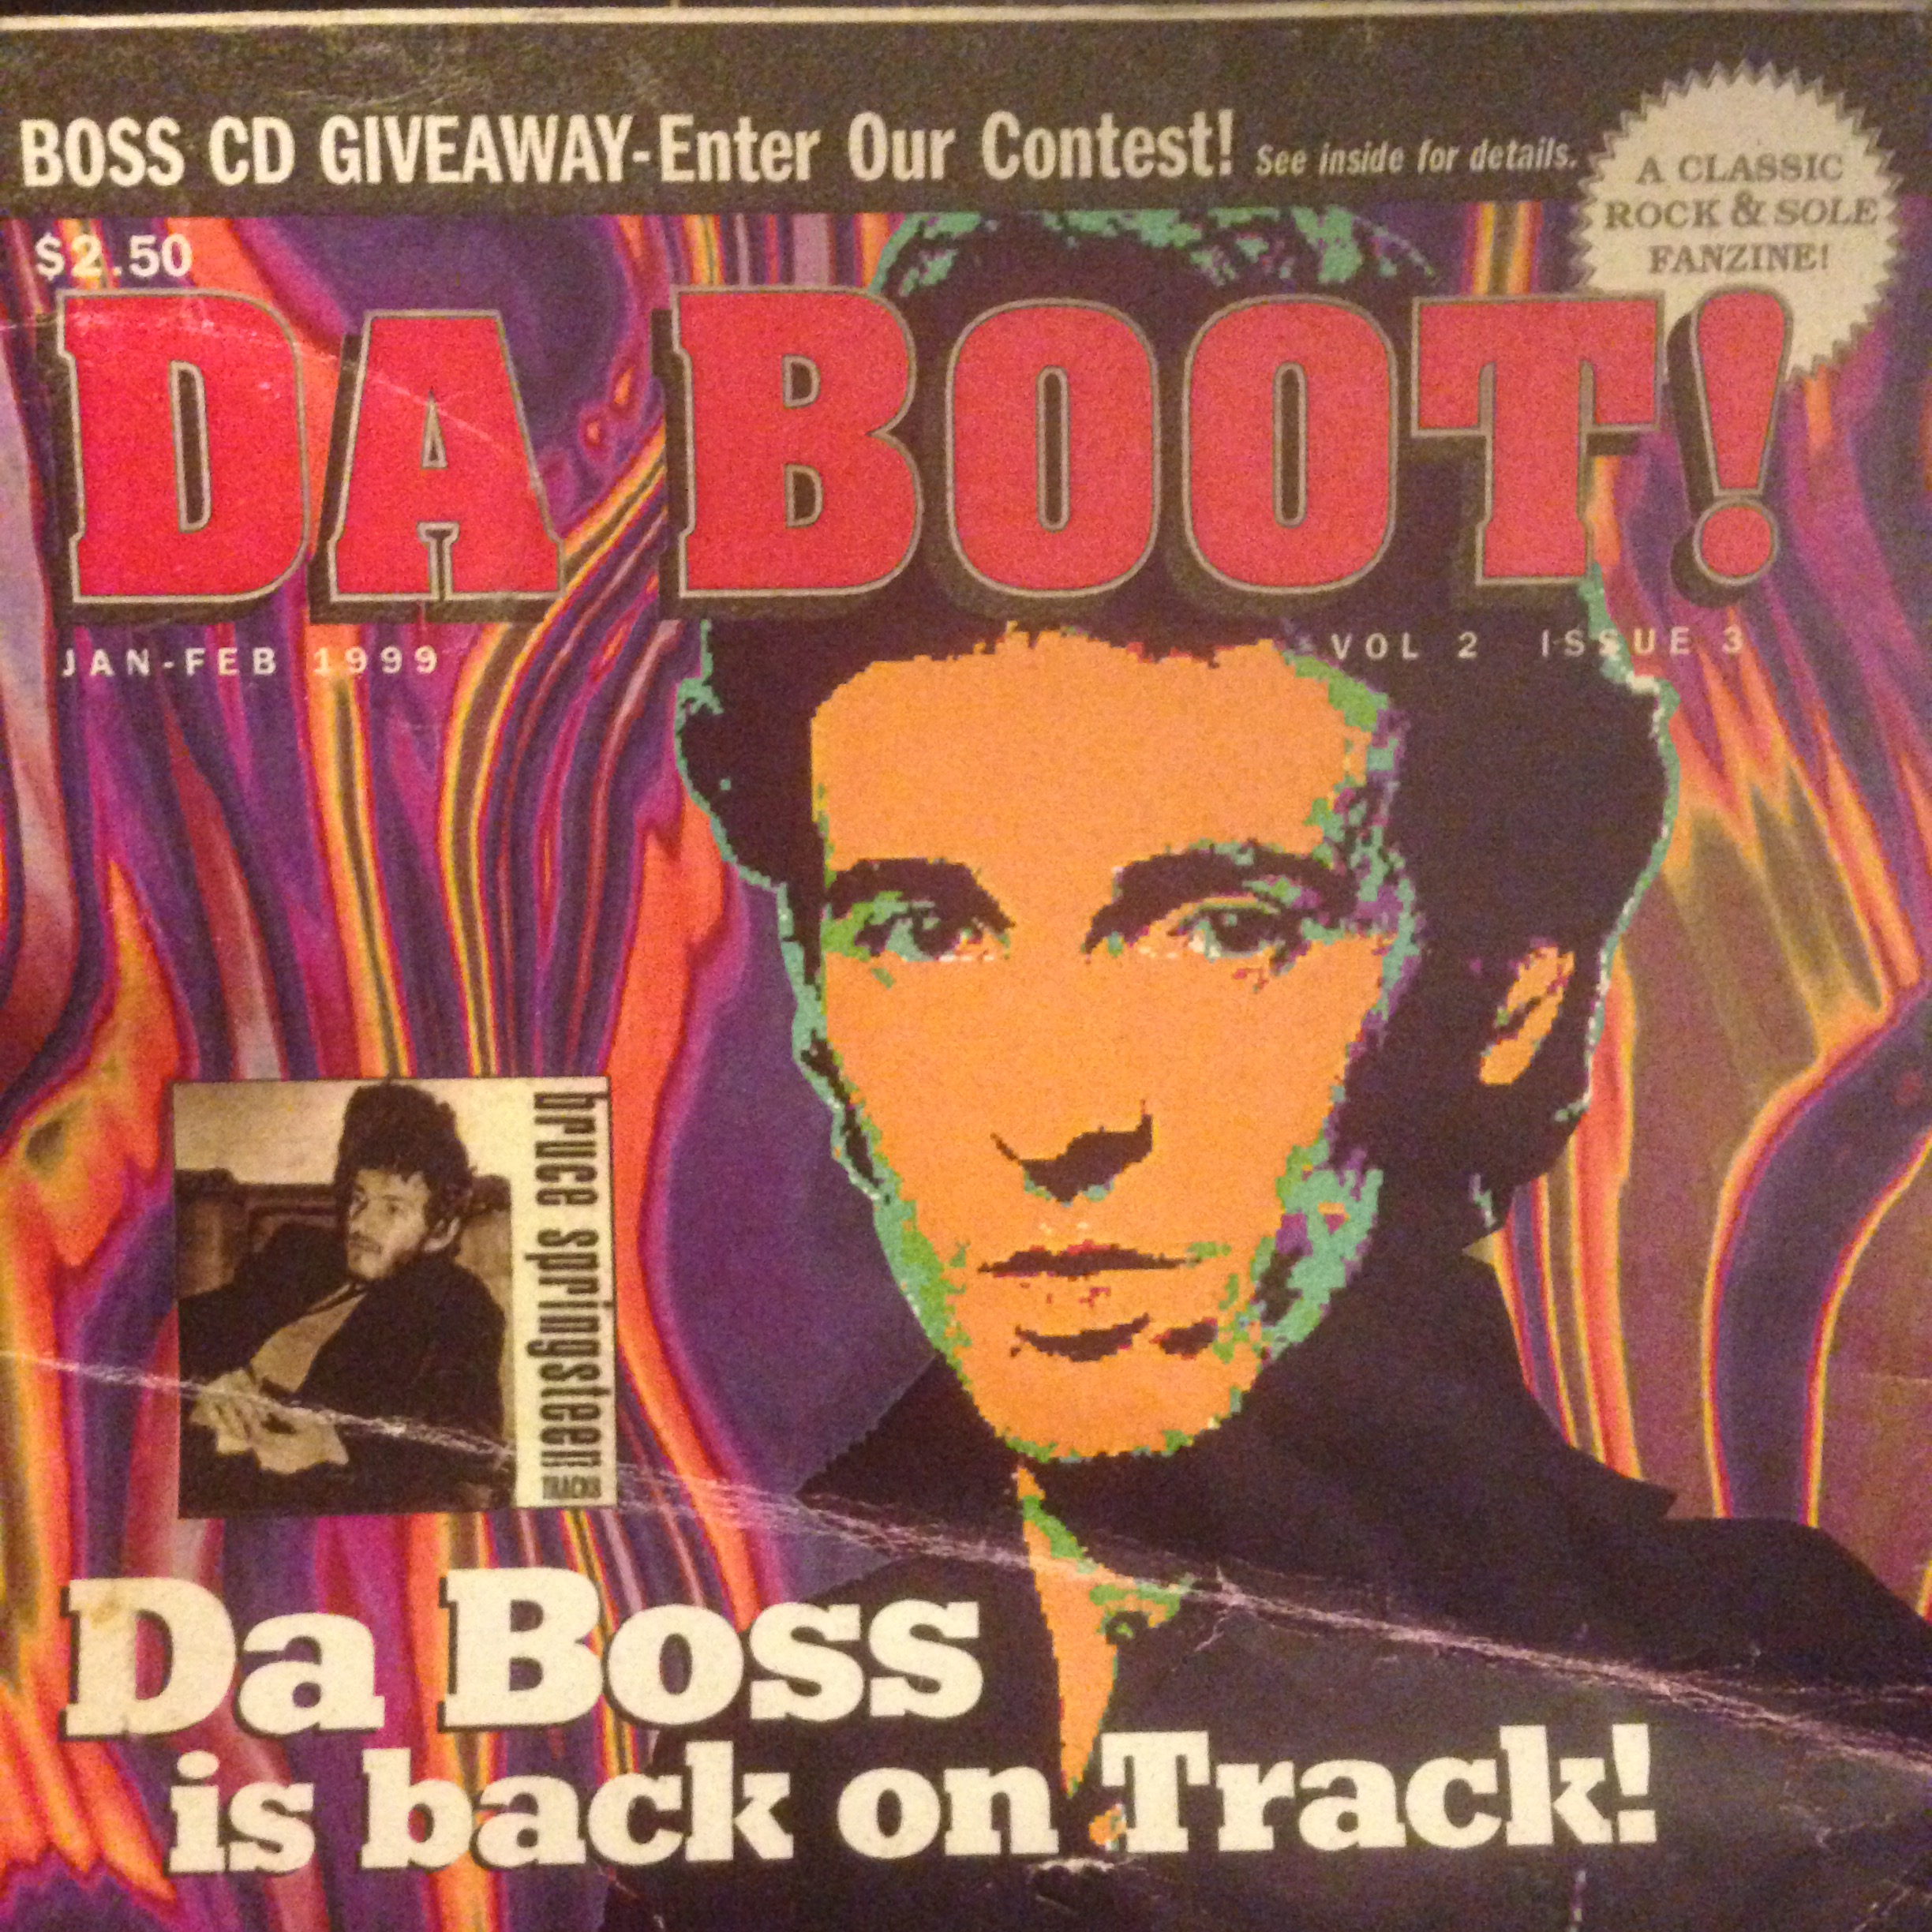 BOSS CD GIVEAWAY-Enter Our Contest! See inside for details.
A CLASSIC
ROCK & SOLE
FANZINE!
$2.50
DA BOOT!
JAN-FEB 1999
VOL 2 ISSUE 3
bruce springsteen TRACKS
Da Boss
is back on Track!